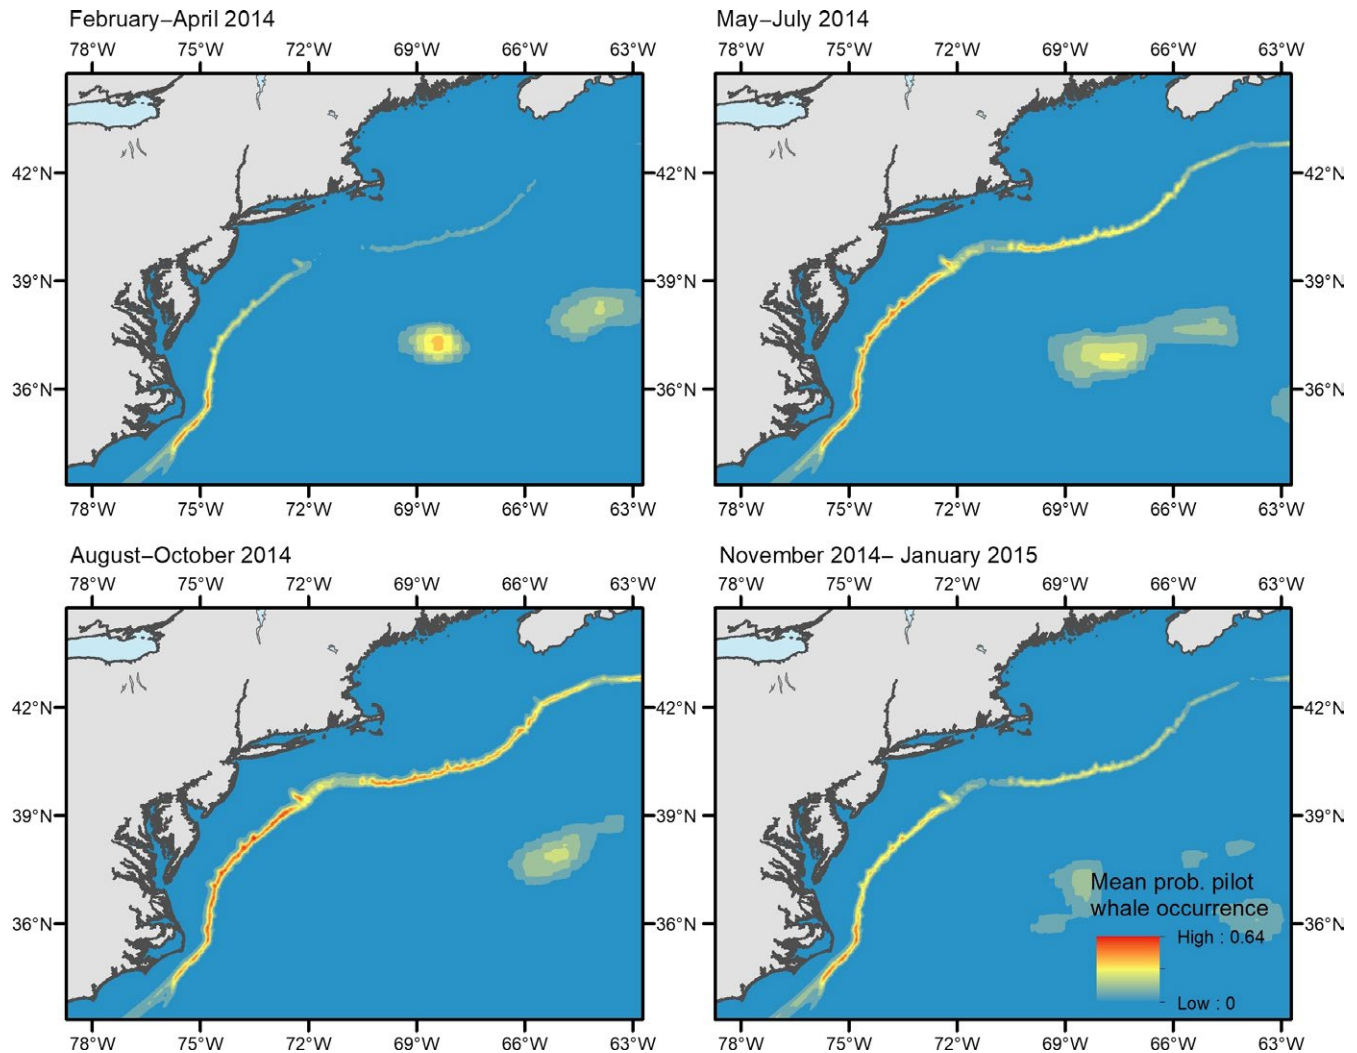 February–April 2014
May–July 2014
78°W 75°W 72°W 69°W 66°W 63°W
78°W 75°W 72°W 69°W 66°W 63°W
42°N
42°N
42°N
39°N
39°N
39°N
36°N
36°N
36°N
78°W 75°W 72°W 69°W 66°W 63°W
78°W 75°W 72°W 69°W 66°W 63°W
August–October 2014
November 2014– January 2015
78°W 75°W 72°W 69°W 66°W 63°W
78°W 75°W 72°W 69°W 66°W 63°W
42°N
42°N
42°N
39°N
39°N
39°N
Mean prob. pilot
whale occurrence
36°N
36°N
36°N
High : 0.64
Low : 0
78°W 75°W 72°W 69°W 66°W 63°W
78°W 75°W 72°W 69°W 66°W 63°W